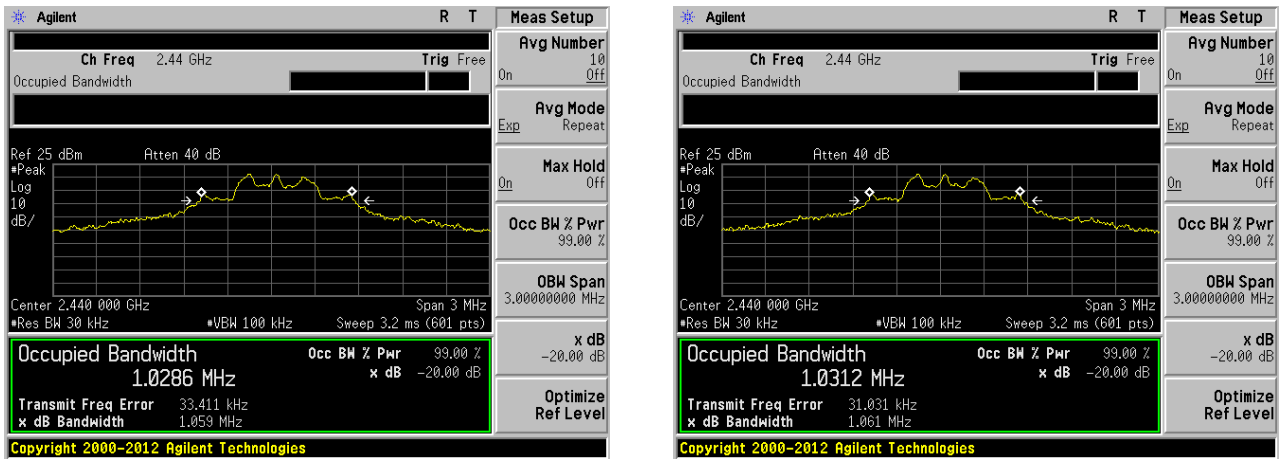 Agilent R T Meas Setup
Avg Number
10
On Off
Ch Freq 2.44 GHz Trig Free
Occupied Bandwidth
Avg Mode
Exp Repeat
Ref 25 dBm Atten 40 dB
#Peak
Log
10
dB/
Max Hold
On Off
Occ BW % Pwr
99.00 %
OBW Span
3.00000000 MHz
Center 2.440 000 GHz Span 3 MHz
#Res BW 30 kHz #VBW 100 kHz Sweep 3.2 ms (601 pts)
x dB
-20.00 dB
Occupied Bandwidth Occ BW % Pwr 99.00 %
1.0286 MHz x dB -20.00 dB
Transmit Freq Error 33.411 kHz
x dB Bandwidth 1.059 MHz
Optimize
Ref Level
Copyright 2000-2012 Agilent Technologies
Agilent R T Meas Setup
Avg Number
10
On Off
Ch Freq 2.44 GHz Trig Free
Occupied Bandwidth
Avg Mode
Exp Repeat
Ref 25 dBm Atten 40 dB
#Peak
Log
10
dB/
Max Hold
On Off
Occ BW % Pwr
99.00 %
OBW Span
3.00000000 MHz
Center 2.440 000 GHz Span 3 MHz
#Res BW 30 kHz #VBW 100 kHz Sweep 3.2 ms (601 pts)
x dB
-20.00 dB
Occupied Bandwidth Occ BW % Pwr 99.00 %
1.0312 MHz x dB -20.00 dB
Transmit Freq Error 31.031 kHz
x dB Bandwidth 1.061 MHz
Optimize
Ref Level
Copyright 2000-2012 Agilent Technologies